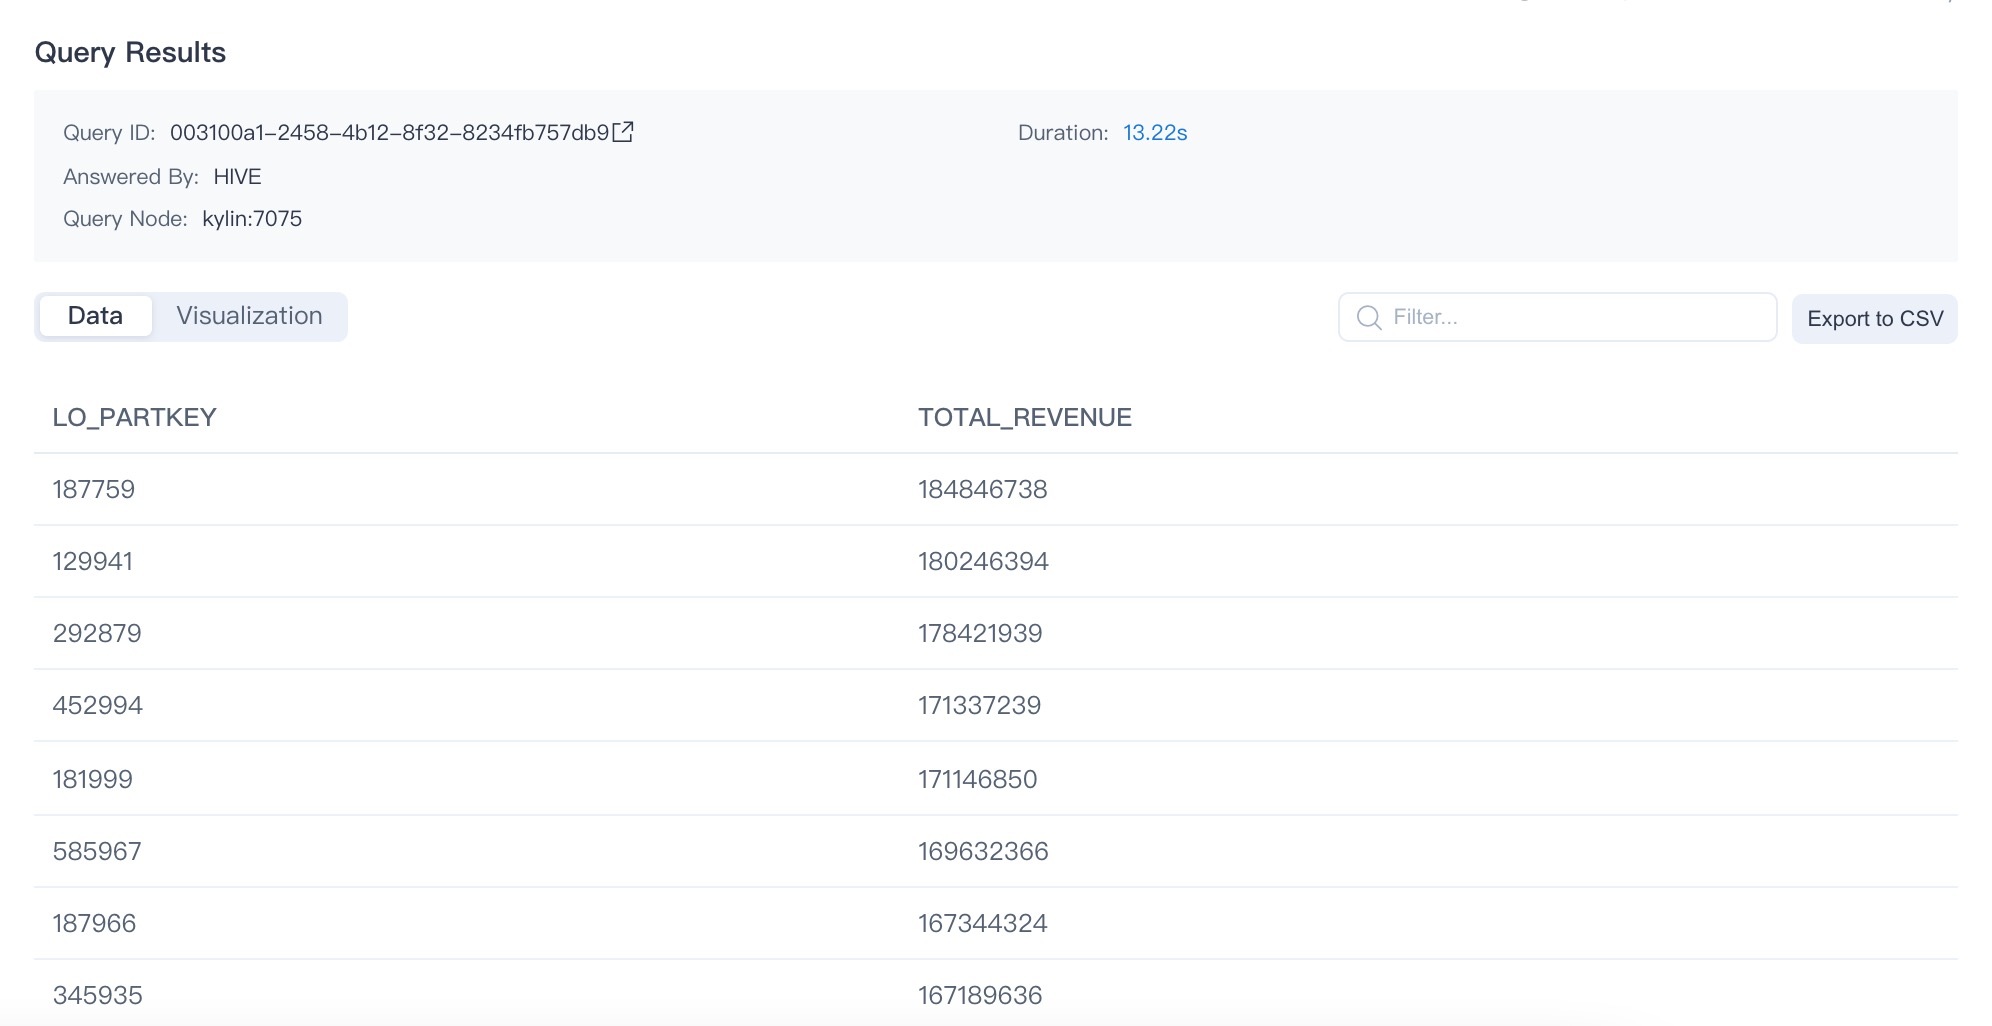 Query Results
Query ID: 003100a1-2458-4b12-8f32-8234fb757db9 Duration: 13.22s
Answered By: HIVE
Query Node: kylin:7075
Data Visualization Filter... Export to CSV
LO_PARTKEY TOTAL_REVENUE
187759 184846738
129941 180246394
292879 178421939
452994 171337239
181999 171146850
585967 169632366
187966 167344324
345935 167189636